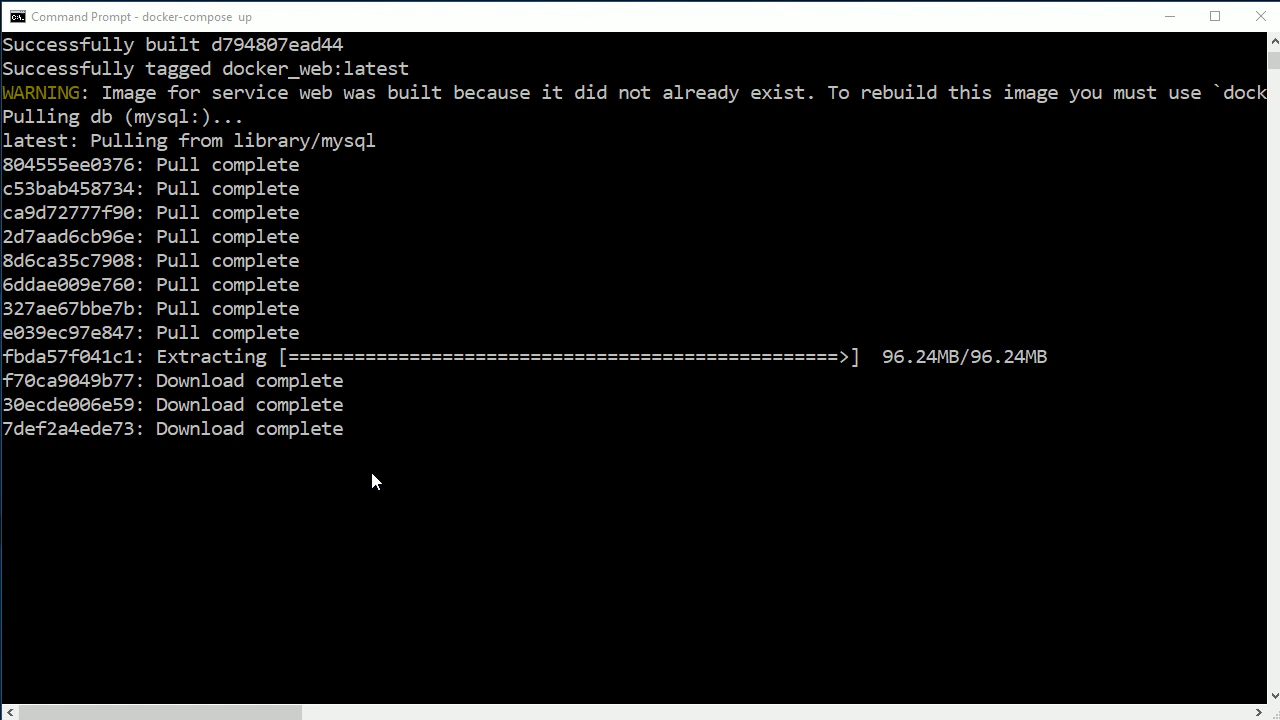 Command Prompt - docker-compose up
Successfully built d794807ead44
Successfully tagged docker_web:latest
WARNING: Image for service web was built because it did not already exist. To rebuild this image you must use `dock
Pulling db (mysql:)...
latest: Pulling from library/mysql
804555ee0376: Pull complete
c53bab458734: Pull complete
ca9d72777f90: Pull complete
2d7aad6cb96e: Pull complete
8d6ca35c7908: Pull complete
6ddae009e760: Pull complete
327ae67bbe7b: Pull complete
e039ec97e847: Pull complete
fbda57f041c1: Extracting [==================================================>]  96.24MB/96.24MB
f70ca9049b77: Download complete
30ecde006e59: Download complete
7def2a4ede73: Download complete